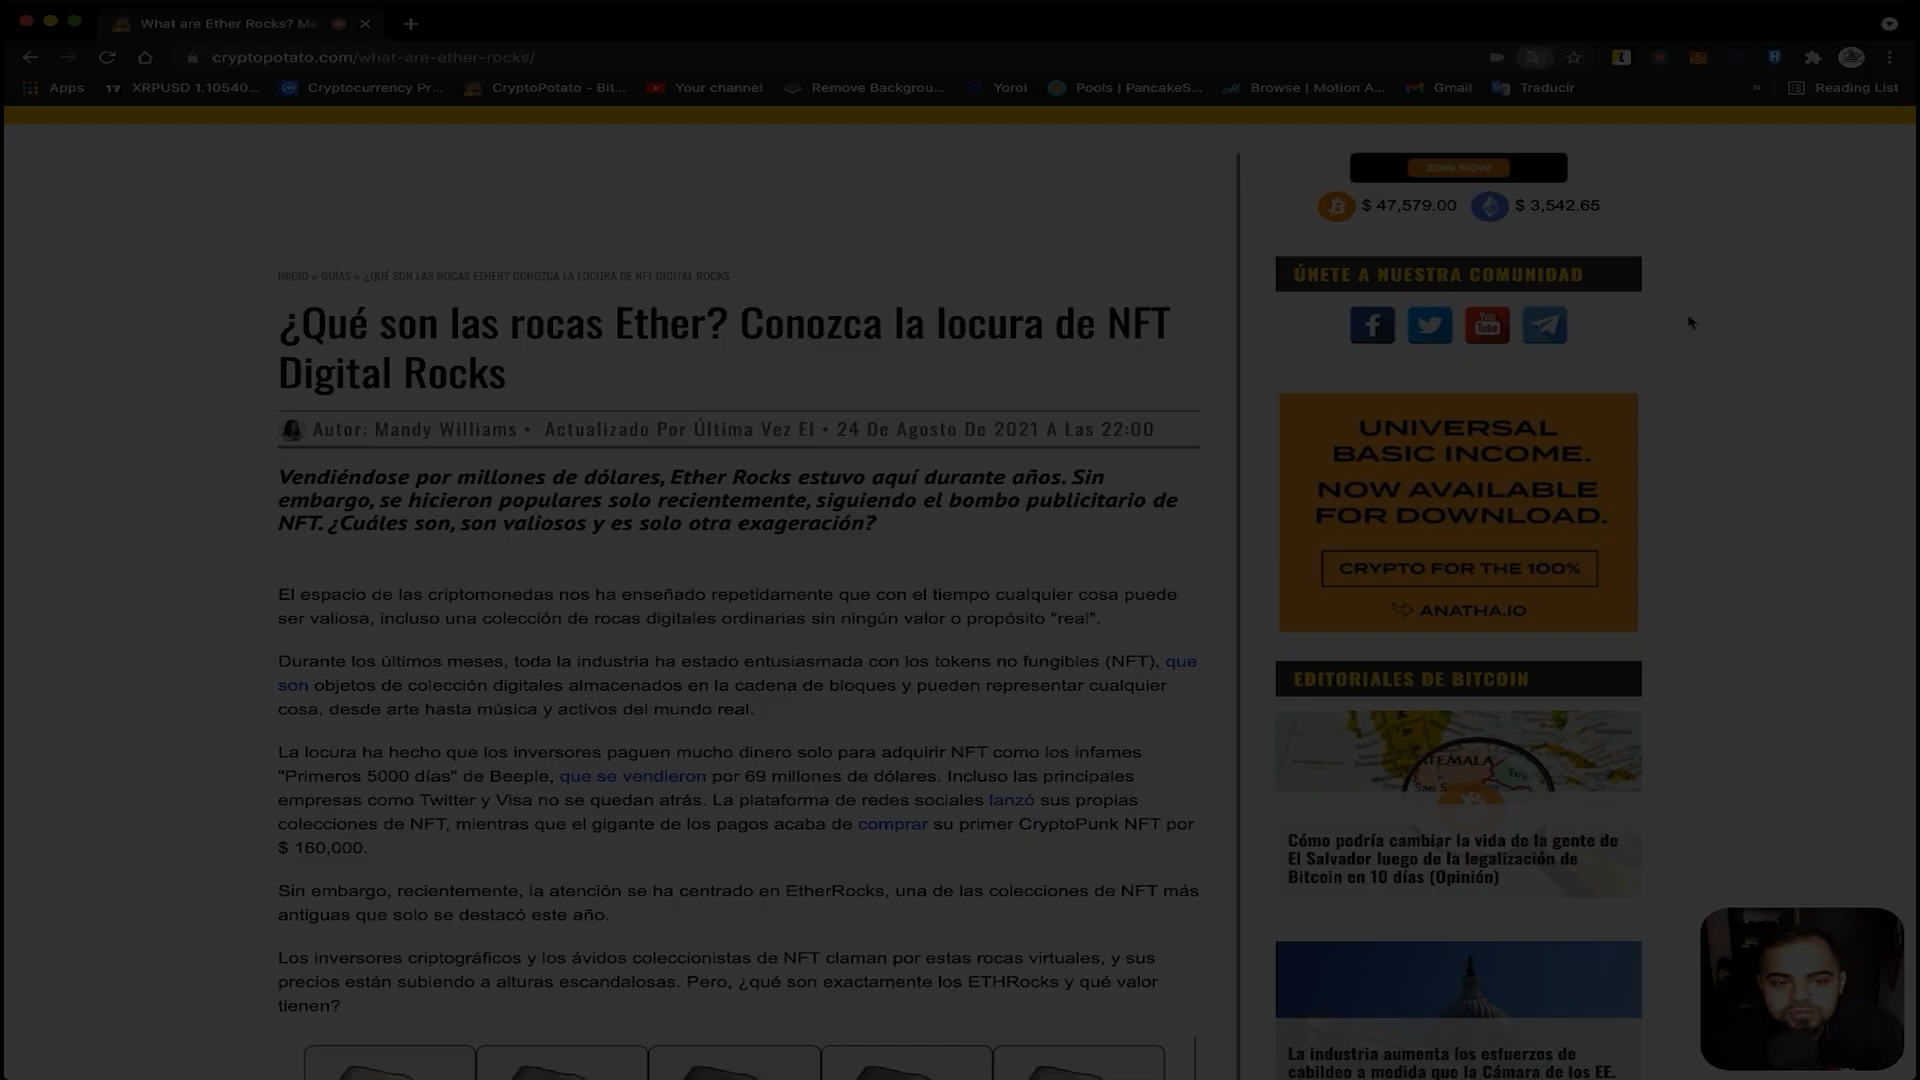 What are Ether Rocks? Me
cryptopotato.com/what-are-ether-rocks/
Apps
XRPUSD 1.10540...
Cryptocurrency Pr...
CryptoPotato - Bit...
Your channel
Remove Backgrou...
Yoroi
Pools | PancakeS...
Browse | Motion A...
Gmail
Traducir
»
Reading List
INICIO » GUÍAS » ¿QUÉ SON LAS ROCAS ETHER? CONOZCA LA LOCURA DE NFT DIGITAL ROCKS
¿Qué son las rocas Ether? Conozca la locura de NFT
Digital Rocks
Autor: Mandy Williams • Actualizado Por Última Vez El • 24 De Agosto De 2021 A Las 22:00
Vendiéndose por millones de dólares, Ether Rocks estuvo aquí durante años. Sin
embargo, se hicieron populares solo recientemente, siguiendo el bombo publicitario de
NFT. ¿Cuáles son, son valiosos y es solo otra exageración?
El espacio de las criptomonedas nos ha enseñado repetidamente que con el tiempo cualquier cosa puede
ser valiosa, incluso una colección de rocas digitales ordinarias sin ningún valor o propósito "real".
Durante los últimos meses, toda la industria ha estado entusiasmada con los tokens no fungibles (NFT), que
son objetos de colección digitales almacenados en la cadena de bloques y pueden representar cualquier
cosa, desde arte hasta música y activos del mundo real.
La locura ha hecho que los inversores paguen mucho dinero solo para adquirir NFT como los infames
"Primeros 5000 días" de Beeple, que se vendieron por 69 millones de dólares. Incluso las principales
empresas como Twitter y Visa no se quedan atrás. La plataforma de redes sociales lanzó sus propias
colecciones de NFT, mientras que el gigante de los pagos acaba de comprar su primer CryptoPunk NFT por
$ 160,000.
Sin embargo, recientemente, la atención se ha centrado en EtherRocks, una de las colecciones de NFT más
antiguas que solo se destacó este año.
Los inversores criptográficos y los ávidos coleccionistas de NFT claman por estas rocas virtuales, y sus
precios están subiendo a alturas escandalosas. Pero, ¿qué son exactamente los ETHRocks y qué valor
tienen?
JOIN NOW
$ 47,579.00
$ 3,542.65
ÚNETE A NUESTRA COMUNIDAD
You
Tube
UNIVERSAL
BASIC INCOME.
NOW AVAILABLE
FOR DOWNLOAD.
CRYPTO FOR THE 100%
ANATHA.IO
EDITORIALES DE BITCOIN
Cómo podría cambiar la vida de la gente de
El Salvador luego de la legalización de
Bitcoin en 10 días (Opinión)
La industria aumenta los esfuerzos de
cabildeo a medida que la Cámara de los EE.